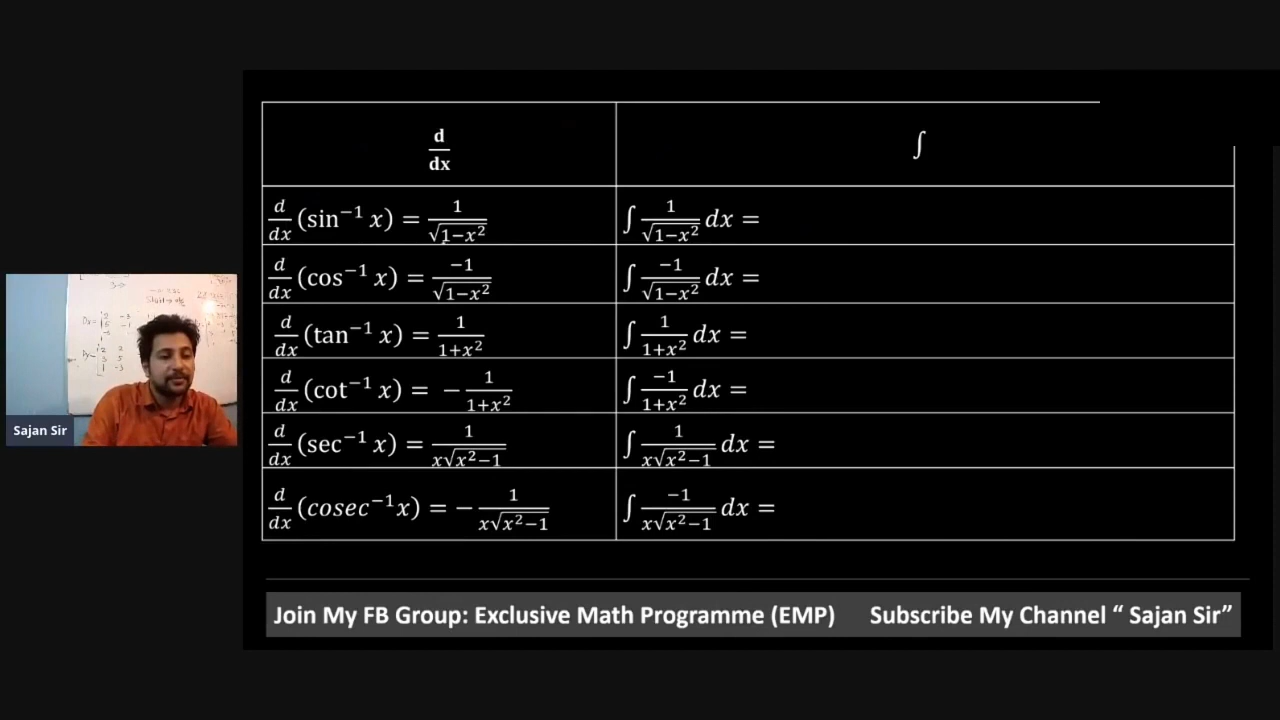 d/dx ∫
d/dx (sin⁻¹ x) = 1/√(1−x²) ∫ 1/√(1−x²) dx =
d/dx (cos⁻¹ x) = −1/√(1−x²) ∫ −1/√(1−x²) dx =
d/dx (tan⁻¹ x) = 1/(1+x²) ∫ 1/(1+x²) dx =
d/dx (cot⁻¹ x) = − 1/(1+x²) ∫ −1/(1+x²) dx =
d/dx (sec⁻¹ x) = 1/(x√(x²−1)) ∫ 1/(x√(x²−1)) dx =
d/dx (cosec⁻¹x) = − 1/(x√(x²−1)) ∫ −1/(x√(x²−1)) dx =
Sajan Sir
Join My FB Group: Exclusive Math Programme (EMP) Subscribe My Channel “ Sajan Sir”